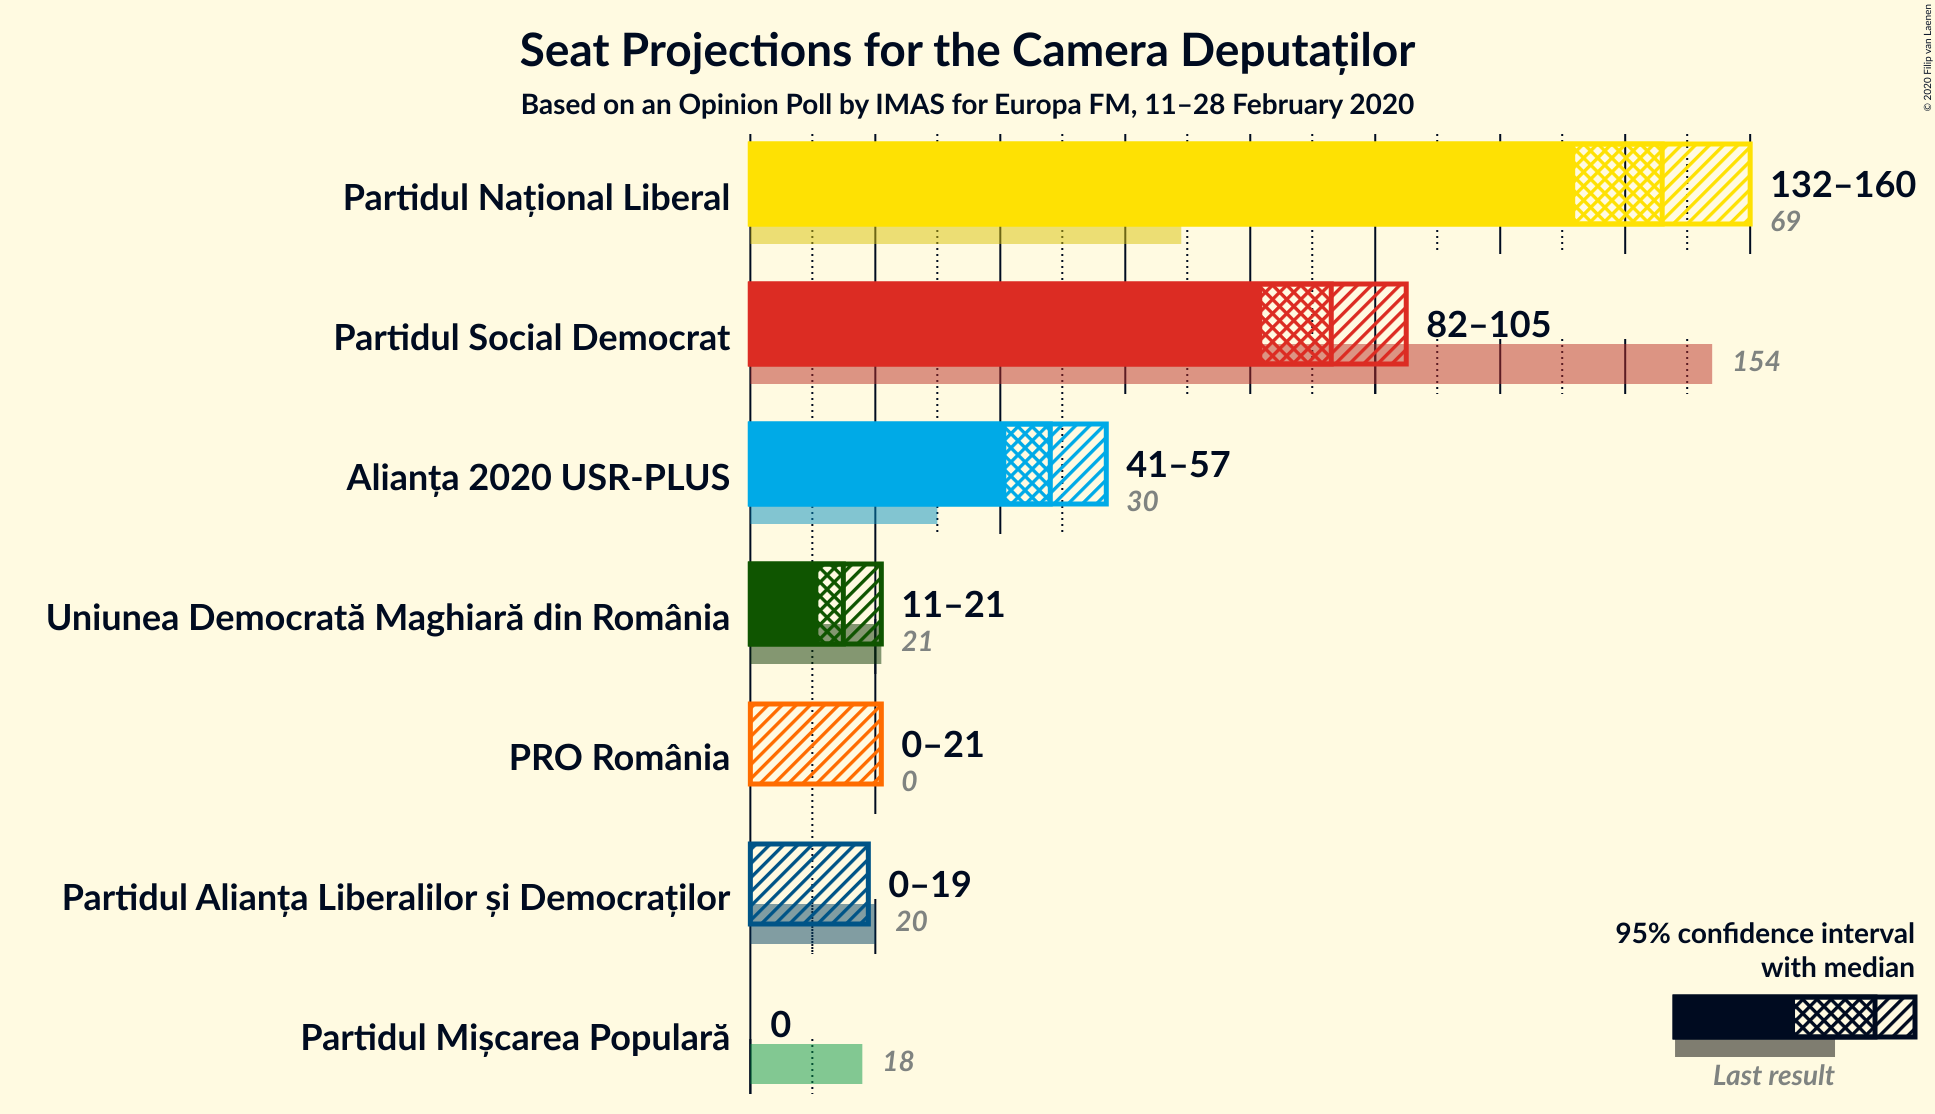 Seat Projections for the Camera Deputaților
Based on an Opinion Poll by IMAS for Europa FM, 11–28 February 2020
© 2020 Filip van Laenen
Partidul Național Liberal
132–160
69
Partidul Social Democrat
82–105
154
Alianța 2020 USR-PLUS
41–57
30
Uniunea Democrată Maghiară din România
11–21
21
PRO România
0–21
0
Partidul Alianța Liberalilor și Democraților
0–19
20
Partidul Mișcarea Populară
0
18
95% confidence interval
with median
Last result